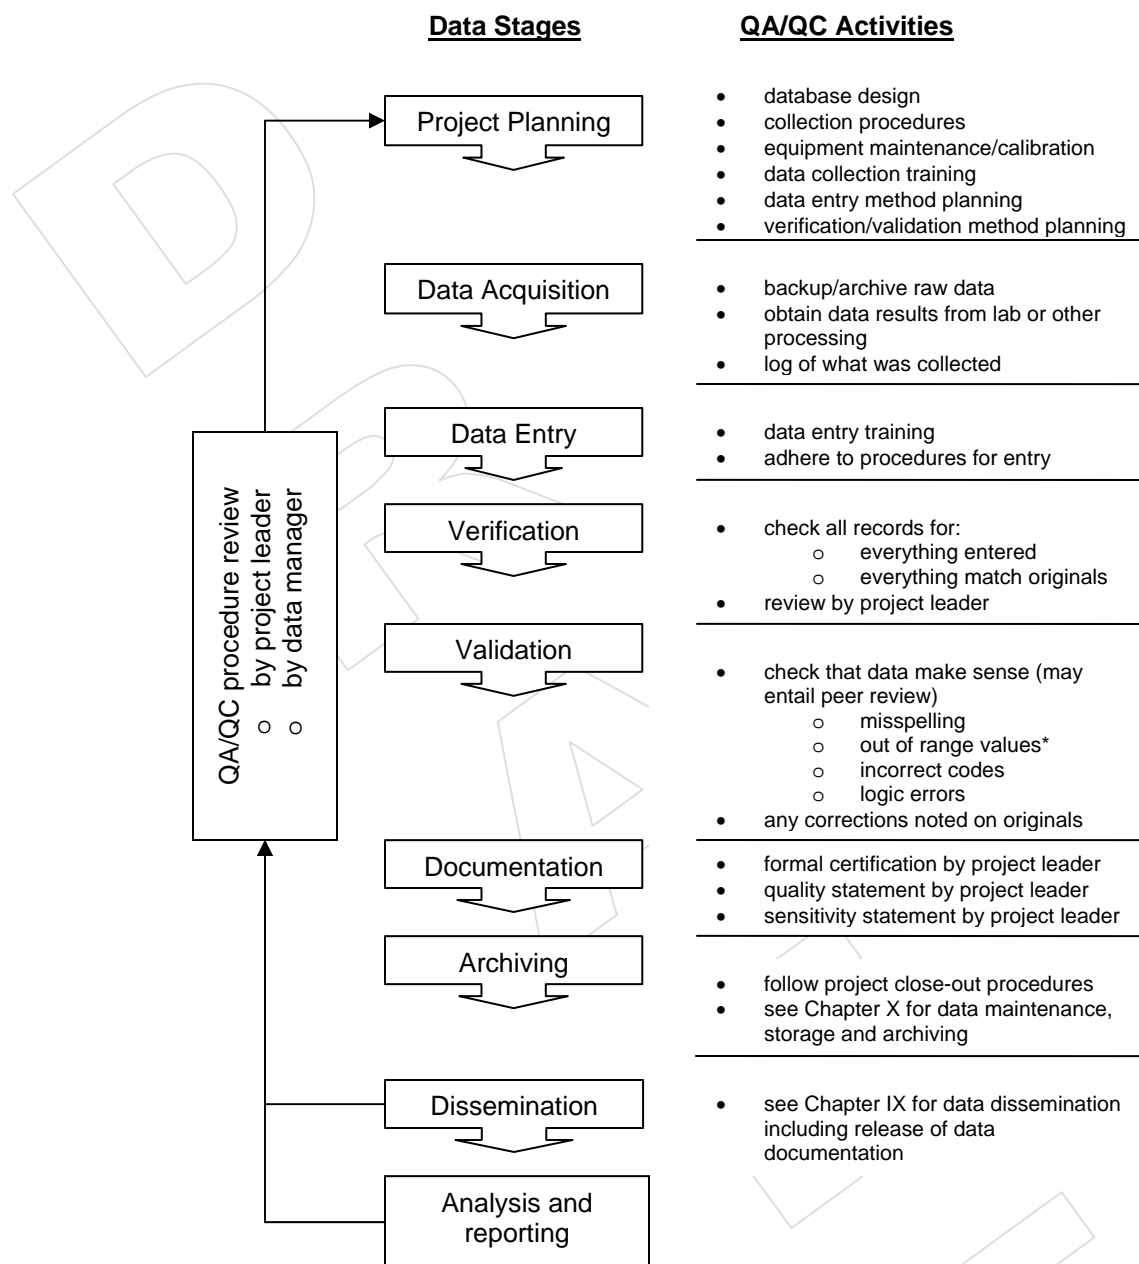 Data Stages
QA/QC Activities
Project Planning
• database design
• collection procedures
• equipment maintenance/calibration
• data collection training
• data entry method planning
• verification/validation method planning
Data Acquisition
• backup/archive raw data
• obtain data results from lab or other
processing
• log of what was collected
Data Entry
• data entry training
• adhere to procedures for entry
Verification
• check all records for:
o everything entered
o everything match originals
• review by project leader
Validation
• check that data make sense (may
entail peer review)
o misspelling
o out of range values*
o incorrect codes
o logic errors
• any corrections noted on originals
QA/QC procedure review
o by project leader
o by data manager
Documentation
• formal certification by project leader
• quality statement by project leader
• sensitivity statement by project leader
Archiving
• follow project close-out procedures
• see Chapter X for data maintenance,
storage and archiving
Dissemination
• see Chapter IX for data dissemination
including release of data
documentation
Analysis and
reporting
DRAFT